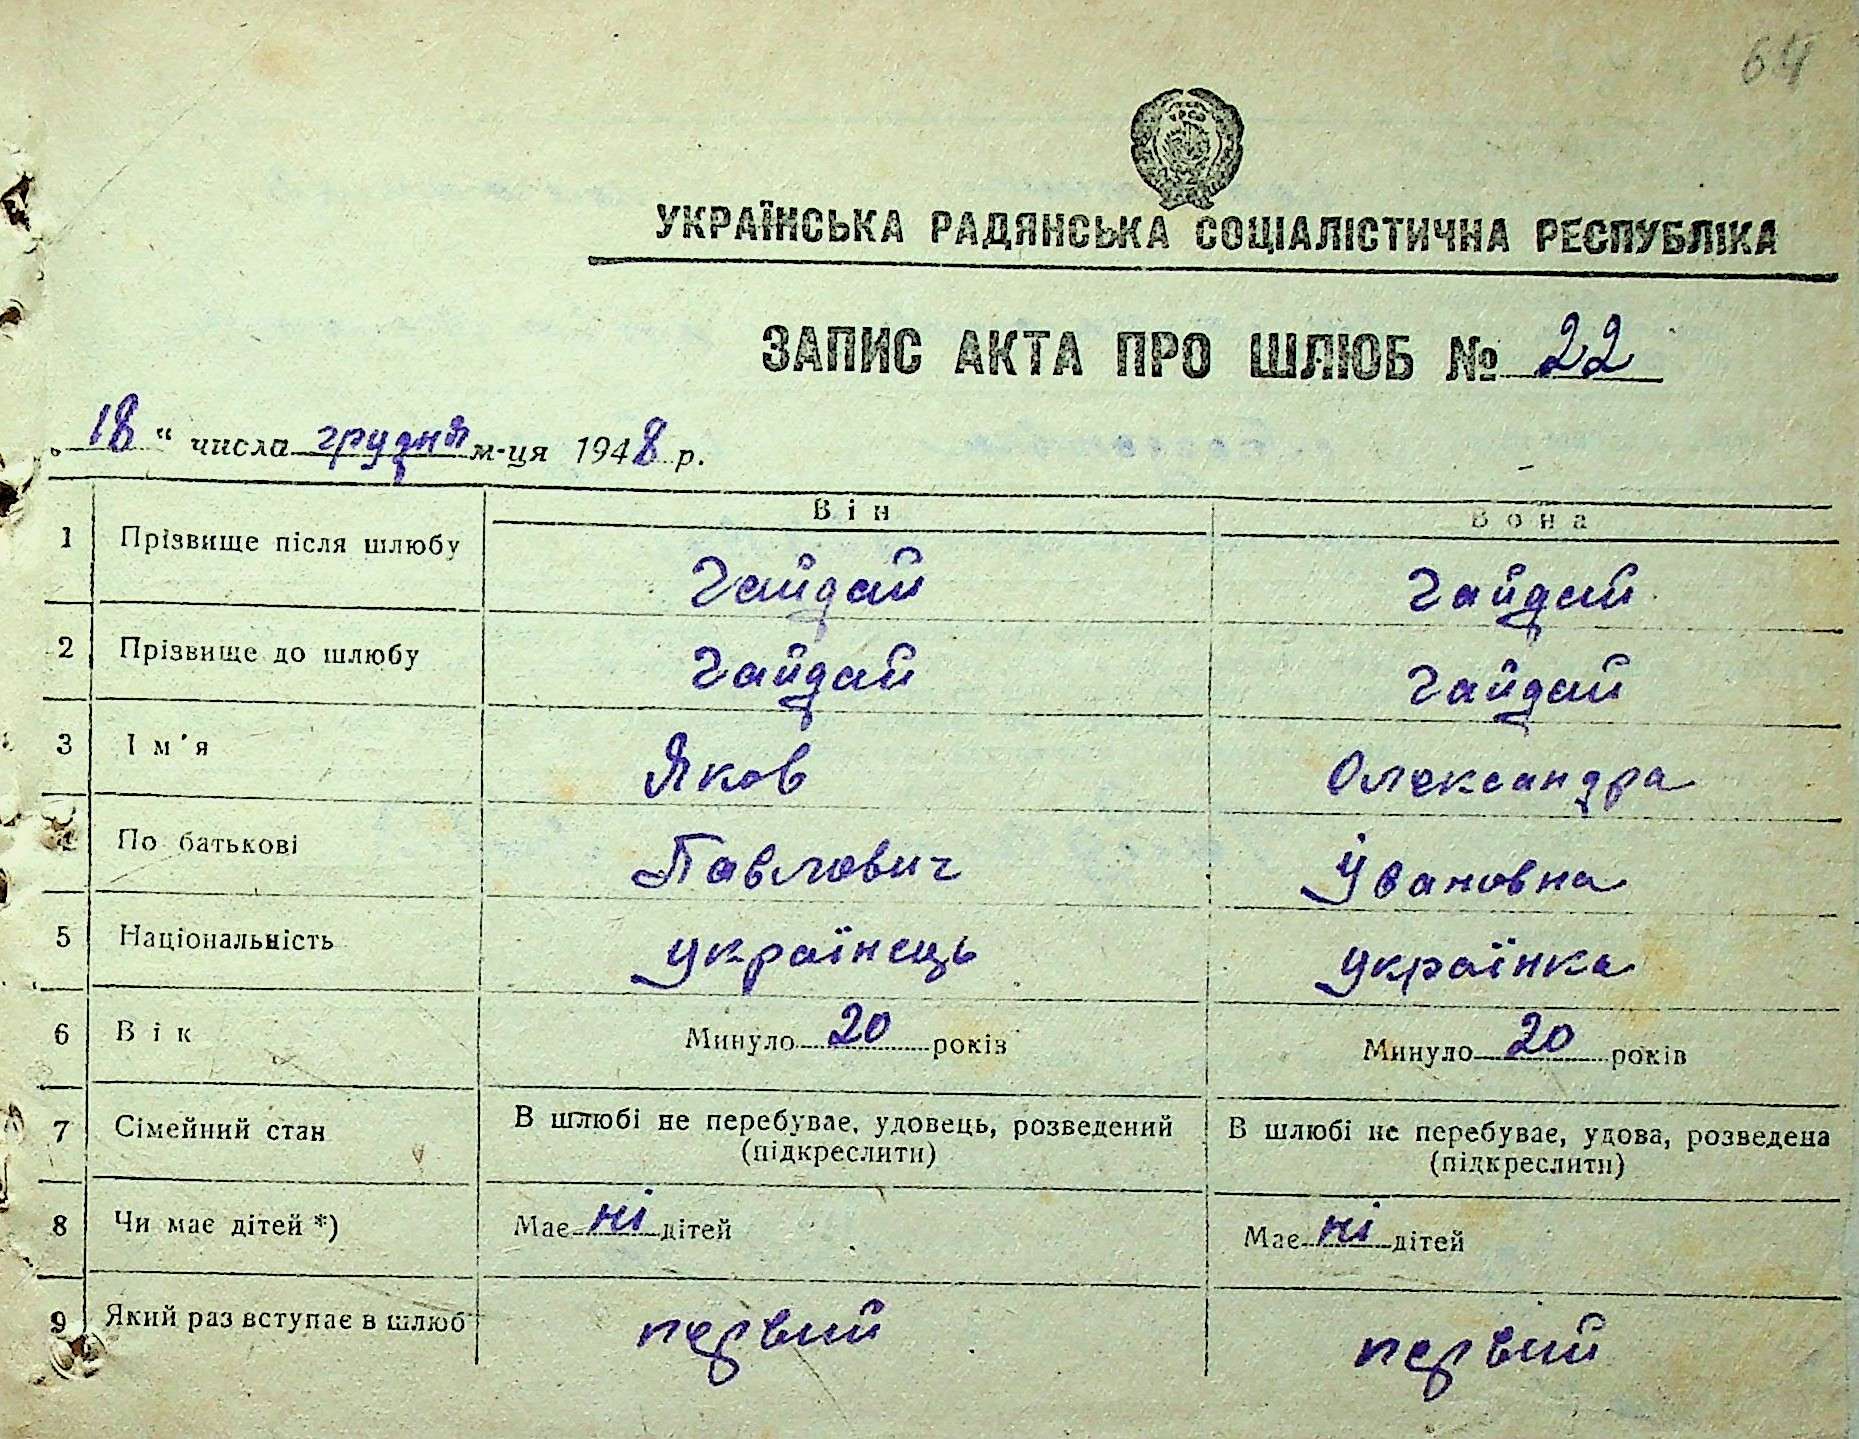 64
УКРАЇНСЬКА РАДЯНСЬКА СОЦІАЛІСТИЧНА РЕСПУБЛІКА
ЗАПИС АКТА ПРО ШЛЮБ № 22
„18“ числа грудня м-ця 1948 р.
Він Вона
1 Прізвище після шлюбу Гайдай Гайдай
2 Прізвище до шлюбу Гайдай Гайдай
3 Ім'я Яков Олександра
4 По батькові Павлович Ивановна
5 Національність українець українка
6 Вік Минуло 20 років Минуло 20 років
7 Сімейний стан В шлюбі не перебуває, удовець, розведений В шлюбі не перебуває, удова, розведена
(підкреслити) (підкреслити)
8 Чи має дітей *) Має ні дітей Має ні дітей
9 Який раз вступає в шлюб первий первий